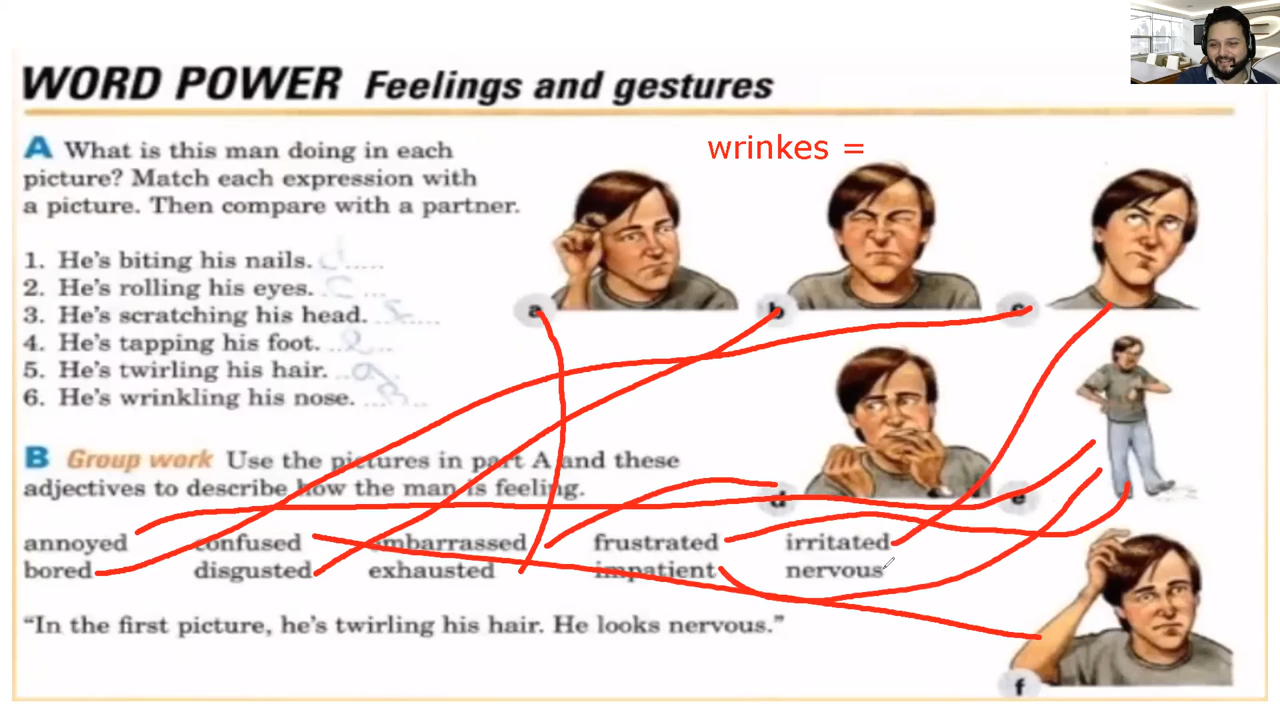 WORD POWER Feelings and gestures
wrinkes =
A What is this man doing in each
picture? Match each expression with
a picture. Then compare with a partner.
1. He's biting his nails.
2. He's rolling his eyes. c
3. He's scratching his head.
4. He's tapping his foot. e
5. He's twirling his hair. a
6. He's wrinkling his nose. b
a
b
c
d
e
f
B Group work Use the pictures in part A and these
adjectives to describe how the man is feeling.
annoyed confused embarrassed frustrated irritated
bored disgusted exhausted impatient nervous
"In the first picture, he's twirling his hair. He looks nervous."